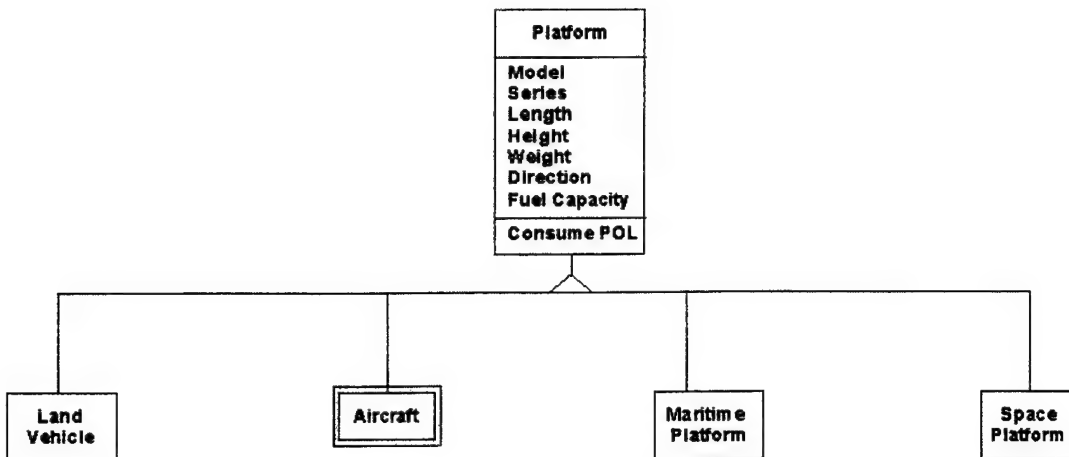 Platform
Model
Series
Length
Height
Weight
Direction
Fuel Capacity
Consume POL
Land
Vehicle
Aircraft
Maritime
Platform
Space
Platform